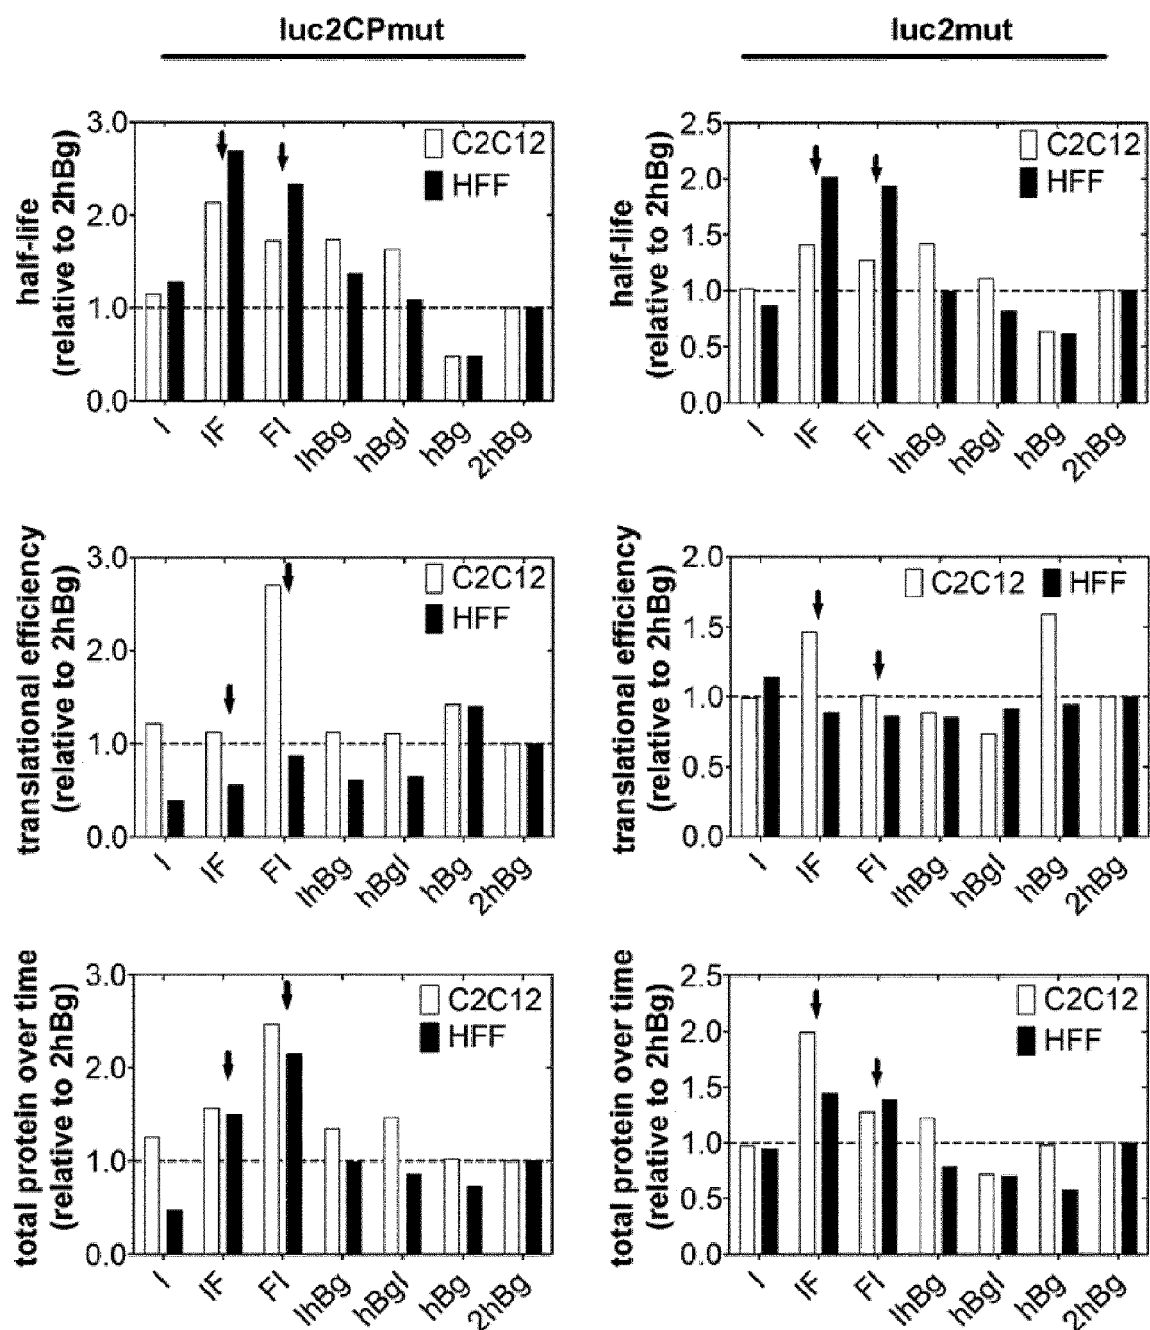 luc2CPmut
luc2mut
half-life
(relative to 2hBg)
3.0
2.0
1.0
0.0
C2C12
HFF
I
IF
FI
IhBg
hBgI
hBg
2hBg
half-life
(relative to 2hBg)
2.5
2.0
1.5
1.0
0.5
0.0
C2C12
HFF
I
IF
FI
IhBg
hBgI
hBg
2hBg
translational efficiency
(relative to 2hBg)
3.0
2.0
1.0
0.0
C2C12
HFF
I
IF
FI
IhBg
hBgI
hBg
2hBg
translational efficiency
(relative to 2hBg)
2.0
1.5
1.0
0.5
0.0
C2C12 HFF
I
IF
FI
IhBg
hBgI
hBg
2hBg
total protein over time
(relative to 2hBg)
3.0
2.0
1.0
0.0
C2C12
HFF
I
IF
FI
IhBg
hBgI
hBg
2hBg
total protein over time
(relative to 2hBg)
2.5
2.0
1.5
1.0
0.5
0.0
C2C12
HFF
I
IF
FI
IhBg
hBgI
hBg
2hBg